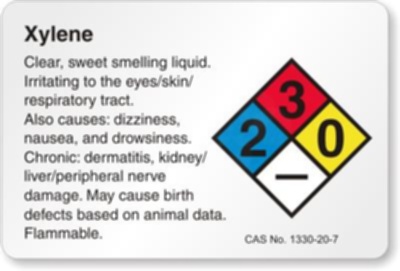 Xylene
Clear, sweet smelling liquid.
Irritating to the eyes/skin/
respiratory tract.
Also causes: dizziness,
nausea, and drowsiness.
Chronic: dermatitis, kidney/
liver/peripheral nerve
damage. May cause birth
defects based on animal data.
Flammable.
3
2 0
–
CAS No. 1330-20-7